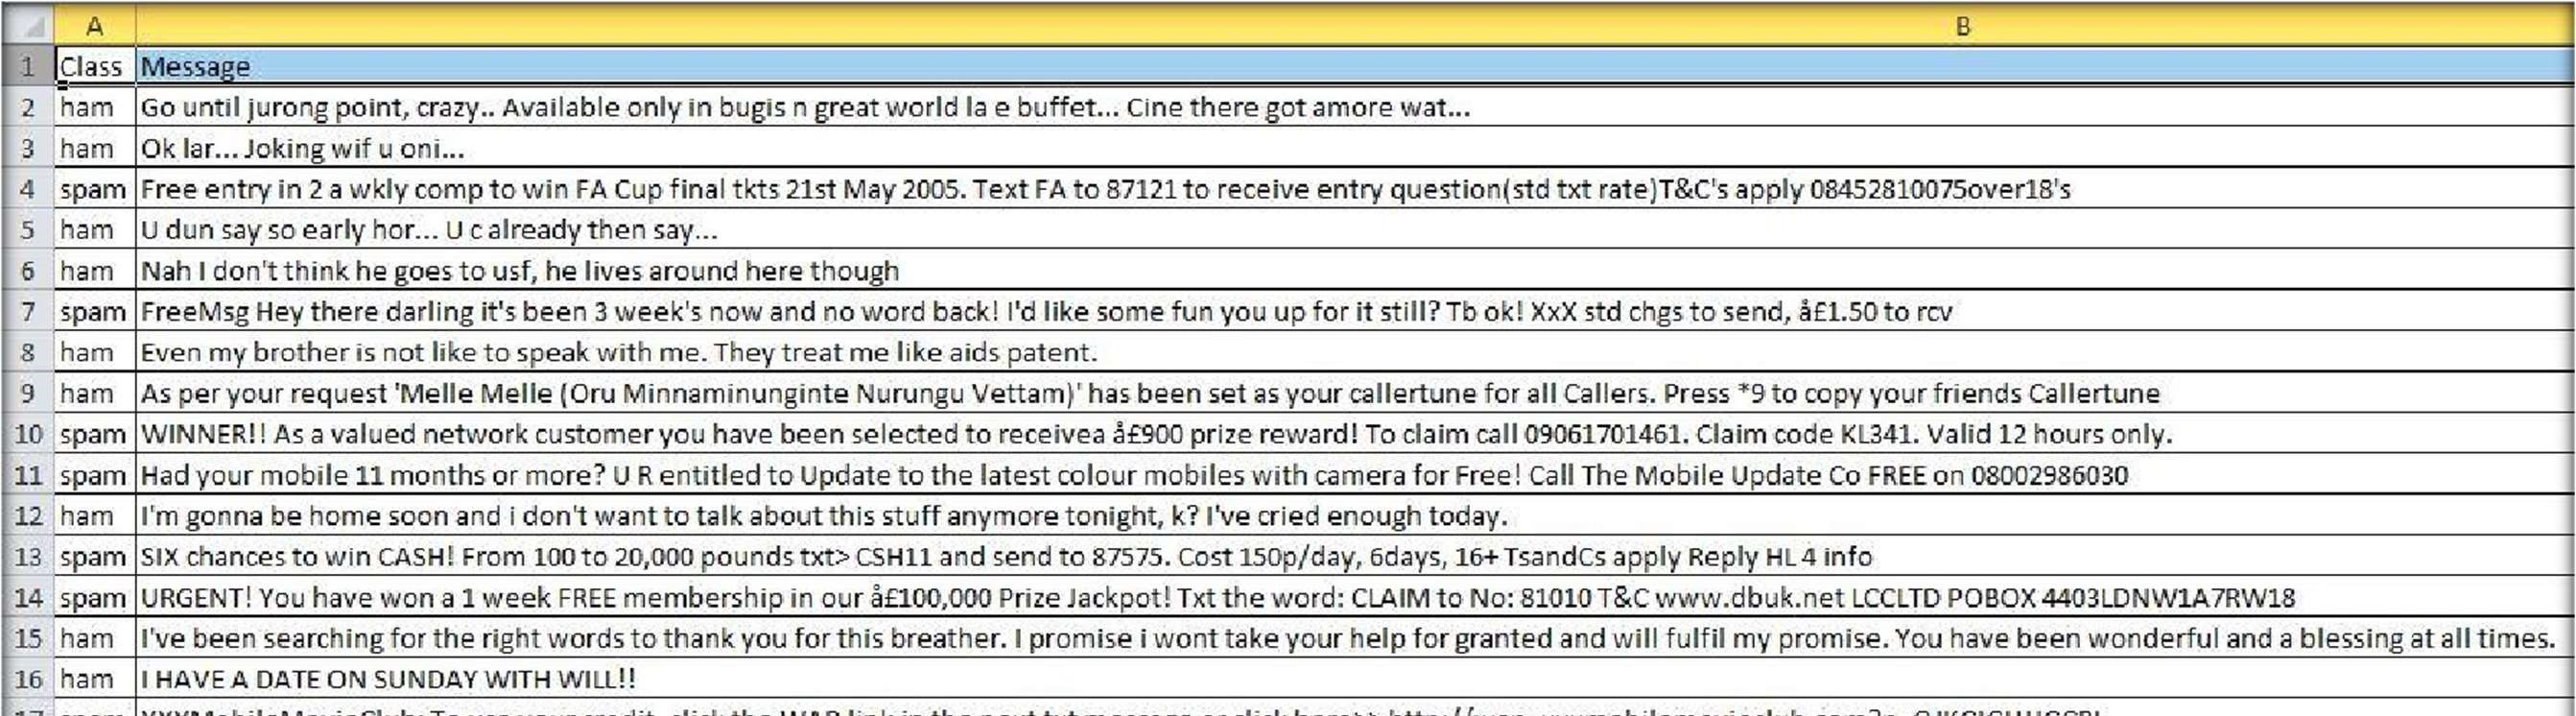 A B
1 Class Message
2 ham Go until jurong point, crazy.. Available only in bugis n great world la e buffet... Cine there got amore wat...
3 ham Ok lar... Joking wif u oni...
4 spam Free entry in 2 a wkly comp to win FA Cup final tkts 21st May 2005. Text FA to 87121 to receive entry question(std txt rate)T&C's apply 08452810075over18's
5 ham U dun say so early hor... U c already then say...
6 ham Nah I don't think he goes to usf, he lives around here though
7 spam FreeMsg Hey there darling it's been 3 week's now and no word back! I'd like some fun you up for it still? Tb ok! XxX std chgs to send, å£1.50 to rcv
8 ham Even my brother is not like to speak with me. They treat me like aids patent.
9 ham As per your request 'Melle Melle (Oru Minnaminunginte Nurungu Vettam)' has been set as your callertune for all Callers. Press *9 to copy your friends Callertune
10 spam WINNER!! As a valued network customer you have been selected to receivea å£900 prize reward! To claim call 09061701461. Claim code KL341. Valid 12 hours only.
11 spam Had your mobile 11 months or more? U R entitled to Update to the latest colour mobiles with camera for Free! Call The Mobile Update Co FREE on 08002986030
12 ham I'm gonna be home soon and i don't want to talk about this stuff anymore tonight, k? I've cried enough today.
13 spam SIX chances to win CASH! From 100 to 20,000 pounds txt> CSH11 and send to 87575. Cost 150p/day, 6days, 16+ TsandCs apply Reply HL 4 info
14 spam URGENT! You have won a 1 week FREE membership in our å£100,000 Prize Jackpot! Txt the word: CLAIM to No: 81010 T&C www.dbuk.net LCCLTD POBOX 4403LDNW1A7RW18
15 ham I've been searching for the right words to thank you for this breather. I promise i wont take your help for granted and will fulfil my promise. You have been wonderful and a blessing at all times.
16 ham I HAVE A DATE ON SUNDAY WITH WILL!!